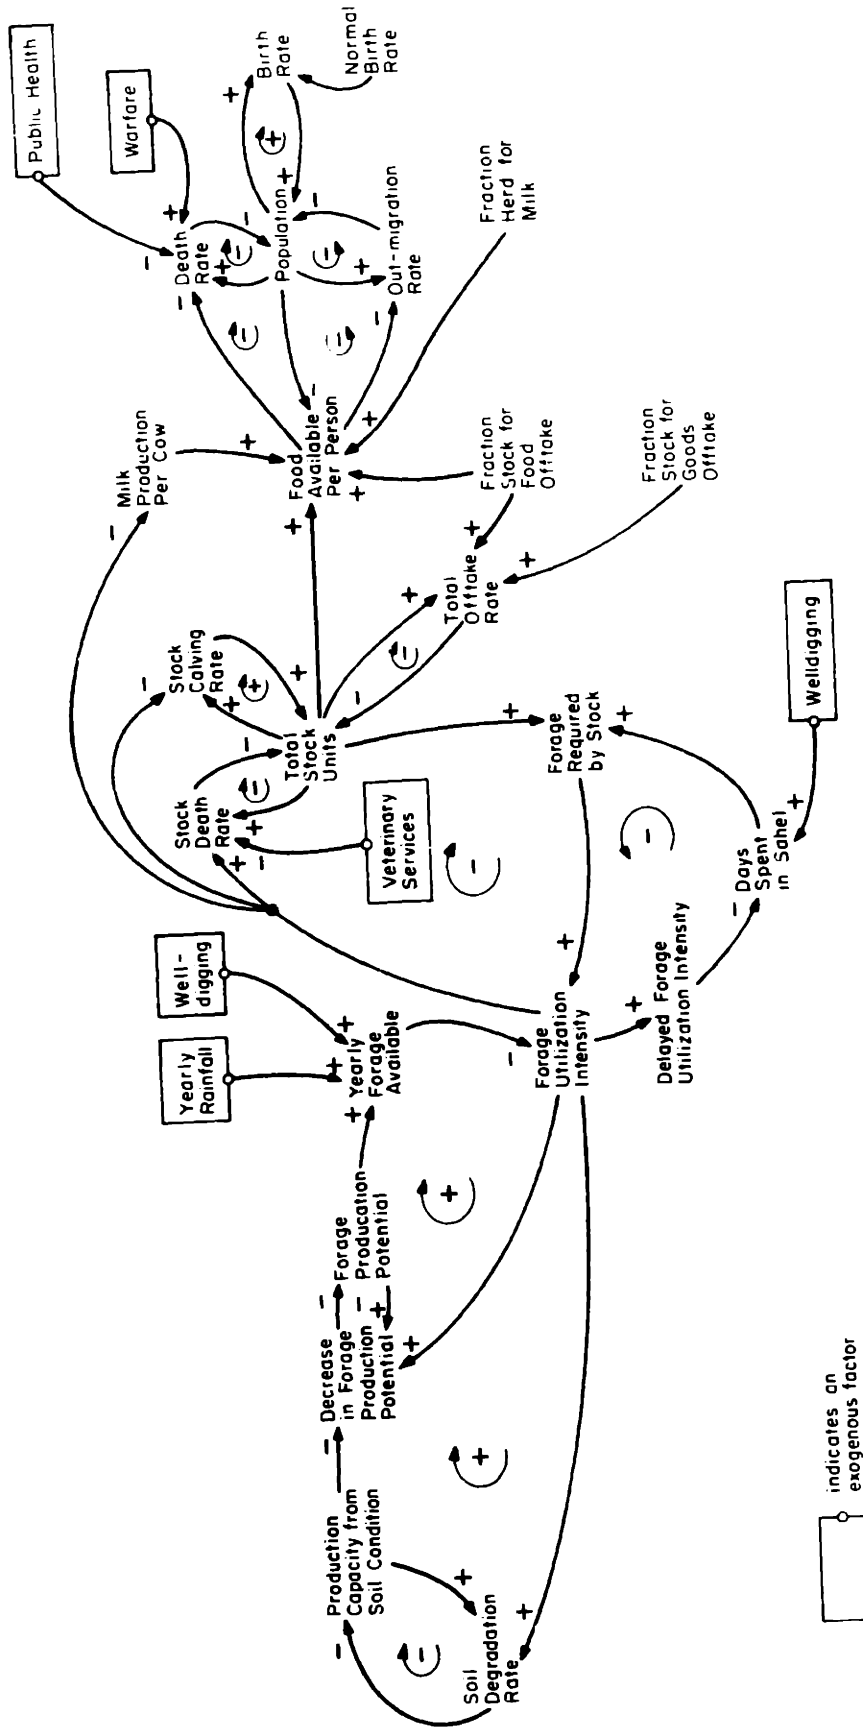 Public Health
Warfare
Birth
Rate
Normal
Birth
Rate
+
+
+
-
-
Death
Rate
+
-
-
Population
-
-
-
+
Out-migration
Rate
-
Fraction
Herd for
Milk
Milk
Production
Per Cow
-
+
Food
Available
Per Person
+
-
+
+
Fraction
Stock for
Food
Offtake
Fraction
Stock for
Goods
Offtake
Total
Offtake
Rate
+
+
+
-
-
Stock
Calving
Rate
-
+
+
+
Total
Stock
Units
Stock
Death
Rate
-
-
+
+
-
Veterinary
Services
Forage
Required
by Stock
+
+
-
-
Welldigging
+
Days
Spent
in Sahel
-
Delayed Forage
Utilization Intensity
+
Forage
Utilization
Intensity
+
-
Well-
digging
Yearly
Rainfall
+
+
+
Yearly
Forage
Available
Forage
Producation
Potential
-
-
+
+
Decrease
in Forage
Production
Potential
+
-
+
Production
Capacity from
Soil Condition
-
+
-
Soil
Degradation
Rate
+
indicates an
exogenous factor